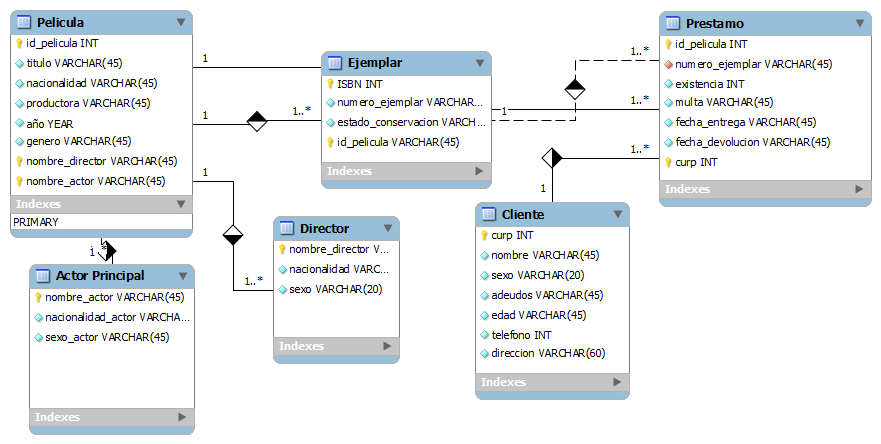 Pelicula
id_pelicula INT
titulo VARCHAR(45)
nacionalidad VARCHAR(45)
productora VARCHAR(45)
año YEAR
genero VARCHAR(45)
nombre_director VARCHAR(45)
nombre_actor VARCHAR(45)
Indexes
PRIMARY
1
1
1
1..*
Ejemplar
ISBN INT
numero_ejemplar VARCHAR...
estado_conservacion VARCH...
id_pelicula VARCHAR(45)
Indexes
1
1..*
1..*
1..*
Prestamo
id_pelicula INT
numero_ejemplar VARCHAR(45)
existencia INT
multa VARCHAR(45)
fecha_entrega VARCHAR(45)
fecha_devolucion VARCHAR(45)
curp INT
Indexes
1
Cliente
curp INT
nombre VARCHAR(45)
sexo VARCHAR(20)
adeudos VARCHAR(45)
edad VARCHAR(45)
telefono INT
direccion VARCHAR(60)
Indexes
1..*
Director
nombre_director V...
nacionalidad VARC...
sexo VARCHAR(20)
Indexes
1
*
Actor Principal
nombre_actor VARCHAR(45)
nacionalidad_actor VARCHA...
sexo_actor VARCHAR(45)
Indexes